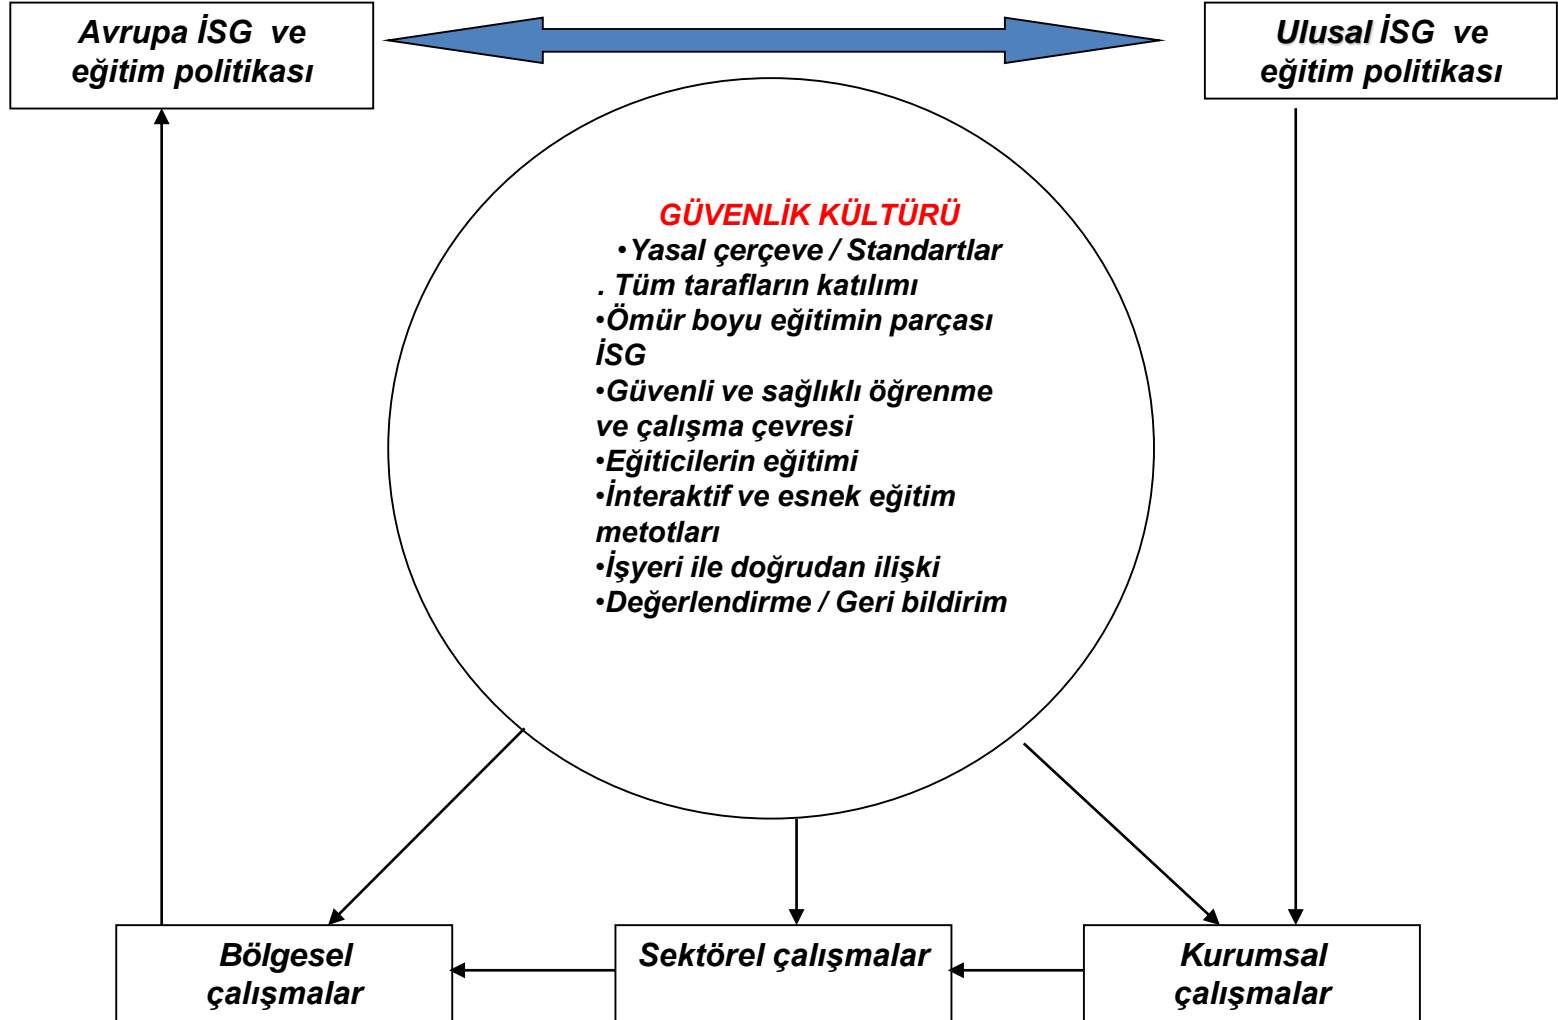 Avrupa İSG ve
eğitim politikası
Ulusal İSG ve
eğitim politikası
GÜVENLİK KÜLTÜRÜ
•Yasal çerçeve / Standartlar
. Tüm tarafların katılımı
•Ömür boyu eğitimin parçası
İSG
•Güvenli ve sağlıklı öğrenme
ve çalışma çevresi
•Eğiticilerin eğitimi
•İnteraktif ve esnek eğitim
metotları
•İşyeri ile doğrudan ilişki
•Değerlendirme / Geri bildirim
Bölgesel
çalışmalar
Sektörel çalışmalar
Kurumsal
çalışmalar